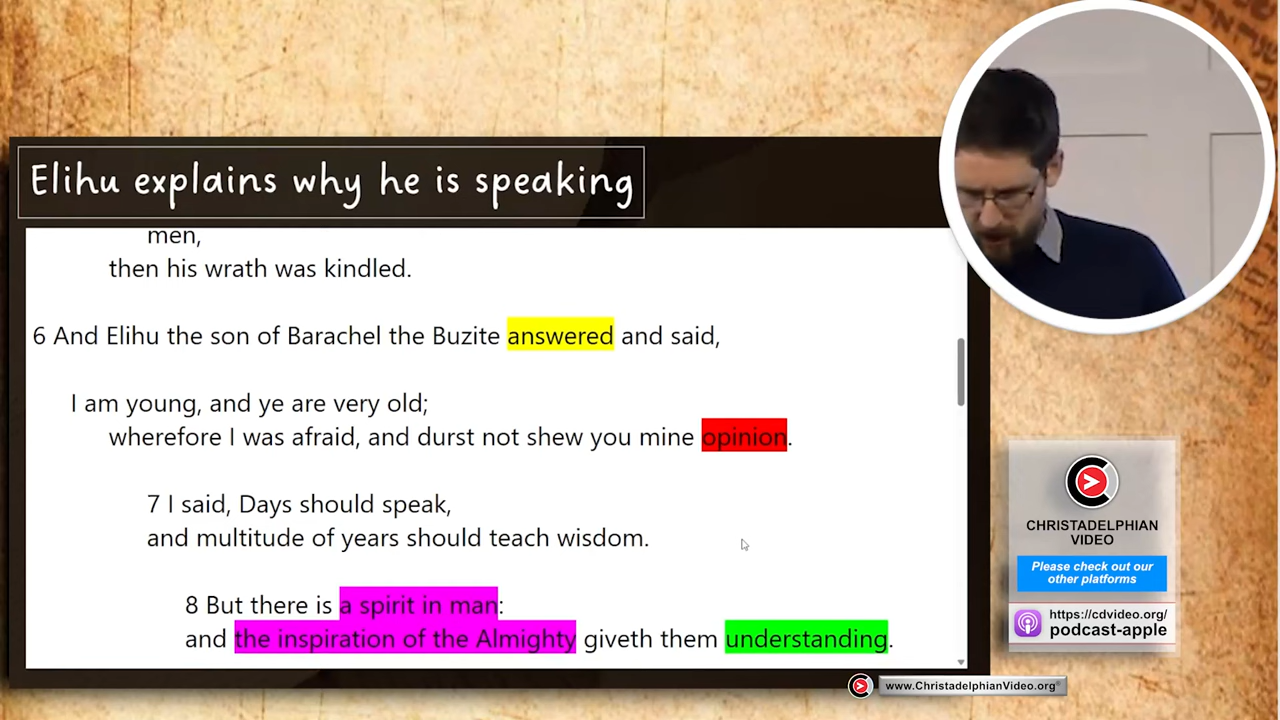 Elihu explains why he is speaking
men,
then his wrath was kindled.
6 And Elihu the son of Barachel the Buzite answered and said,
I am young, and ye are very old;
wherefore I was afraid, and durst not shew you mine opinion.
7 I said, Days should speak,
and multitude of years should teach wisdom.
8 But there is a spirit in man:
and the inspiration of the Almighty giveth them understanding.
CHRISTADELPHIAN
VIDEO
Please check out our
other platforms
https://cdvideo.org/
podcast-apple
www.ChristadelphianVideo.org